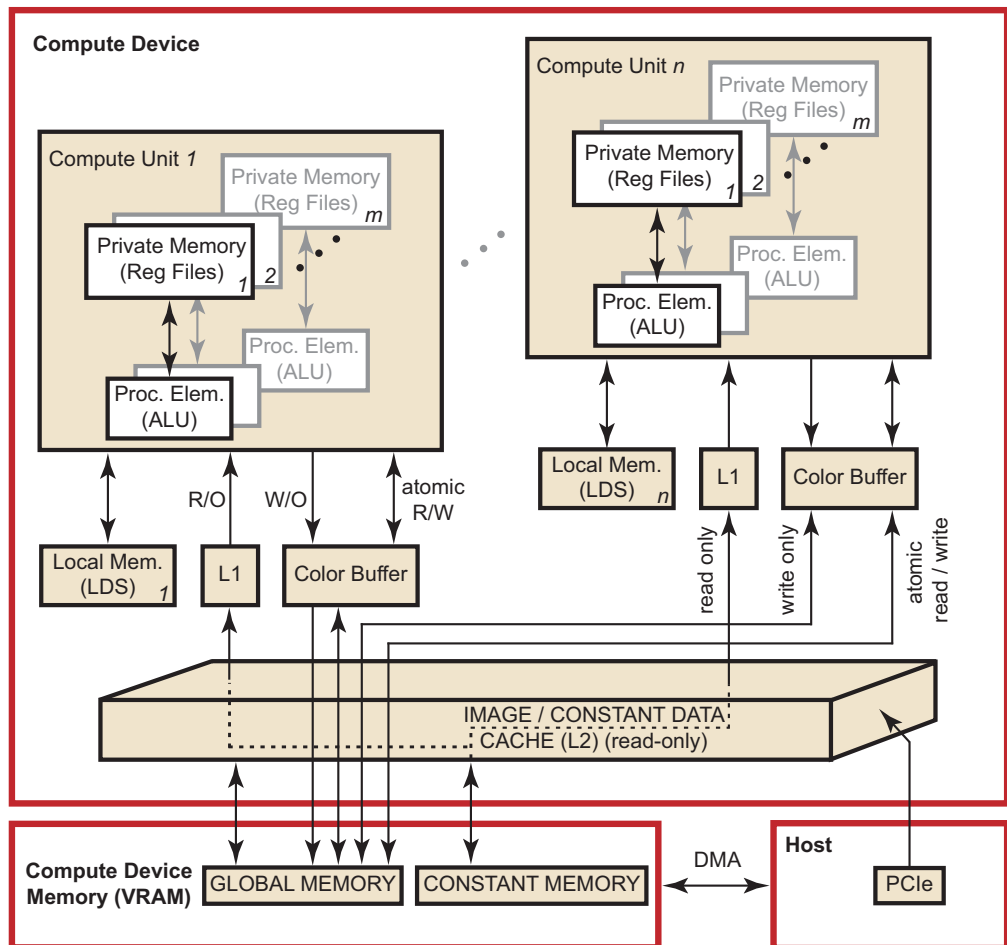 Compute Device
Compute Unit n
Private Memory
(Reg Files)
m
Private Memory
(Reg Files)
1
2
Proc. Elem.
(ALU)
Proc. Elem.
(ALU)
Compute Unit 1
Private Memory
(Reg Files)
m
Private Memory
(Reg Files)
1
2
Proc. Elem.
(ALU)
Proc. Elem.
(ALU)
Local Mem.
(LDS)
n
L1
Color Buffer
R/O
W/O
atomic
R/W
Local Mem.
(LDS)
1
L1
Color Buffer
read only
write only
atomic
read / write
IMAGE / CONSTANT DATA
CACHE (L2) (read-only)
Compute Device
Memory (VRAM)
GLOBAL MEMORY
CONSTANT MEMORY
DMA
Host
PCIe